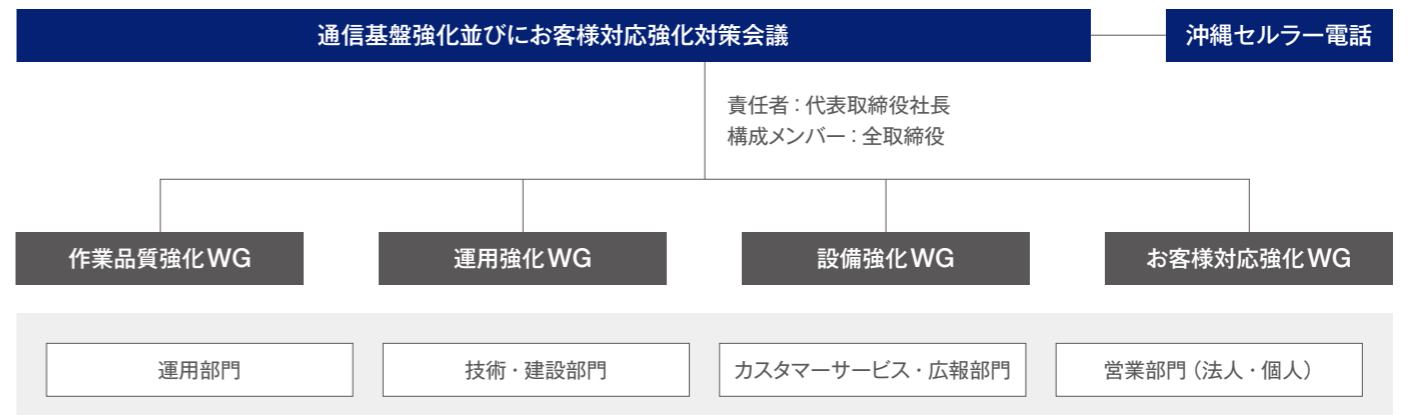 通信基盤強化並びにお客様対応強化対策会議
沖縄セルラー電話
責任者：代表取締役社長
構成メンバー：全取締役
作業品質強化WG
運用強化WG
設備強化WG
お客様対応強化WG
運用部門
技術・建設部門
カスタマーサービス・広報部門
営業部門（法人・個人）